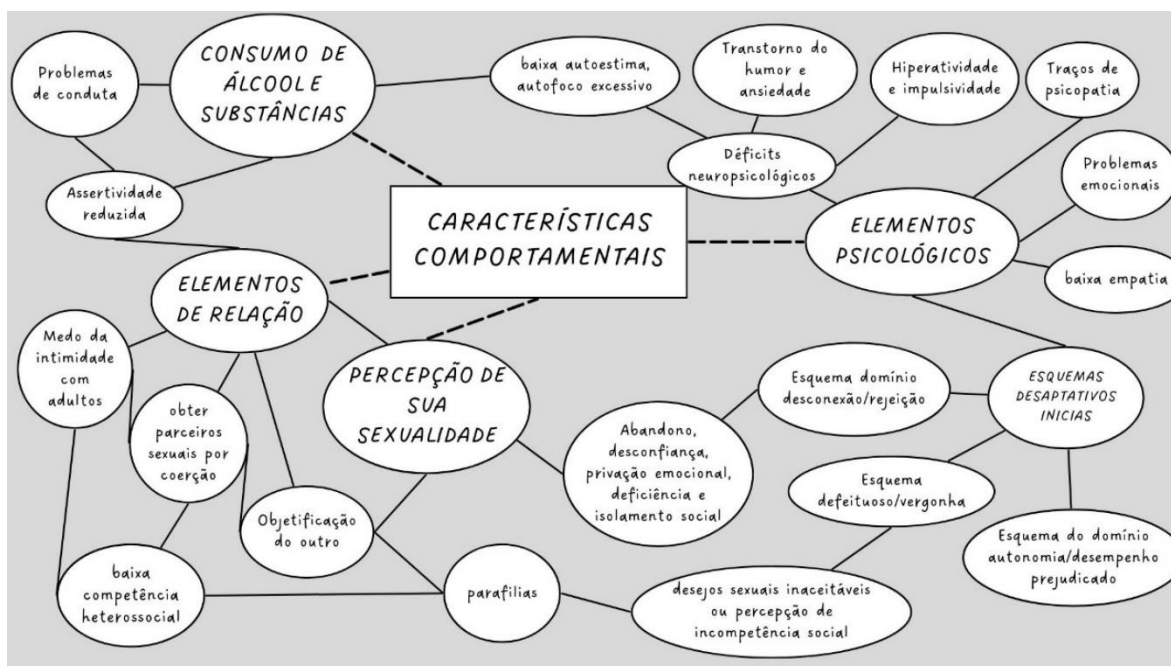 CONSUMO DE
ÁLCOOL E
SUBSTÂNCIAS
Problemas
de conduta
Assertividade
reduzida
baixa autoestima,
autofoco excessivo
Transtorno do
humor e
ansiedade
Hiperatividade
e impulsividade
Traços de
psicopatia
Déficits
neuropsicológicos
Problemas
emocionais
CARACTERÍSTICAS
COMPORTAMENTAIS
ELEMENTOS
PSICOLÓGICOS
baixa empatia
ELEMENTOS
DE RELAÇÃO
Medo da
intimidade
com
adultos
obter
parceiros
sexuais por
coerção
PERCEPÇÃO DE
SUA
SEXUALIDADE
Esquema domínio
desconexão/rejeição
ESQUEMAS
DESAPTATIVOS
INICIAS
Abandono,
desconfiança,
privação emocional,
deficiência e
isolamento social
Esquema
defeituoso/vergonha
Objetificação
do outro
Esquema do domínio
autonomia/desempenho
prejudicado
baixa
competência
heterossocial
parafilias
desejos sexuais inaceitáveis
ou percepção de
incompetência social